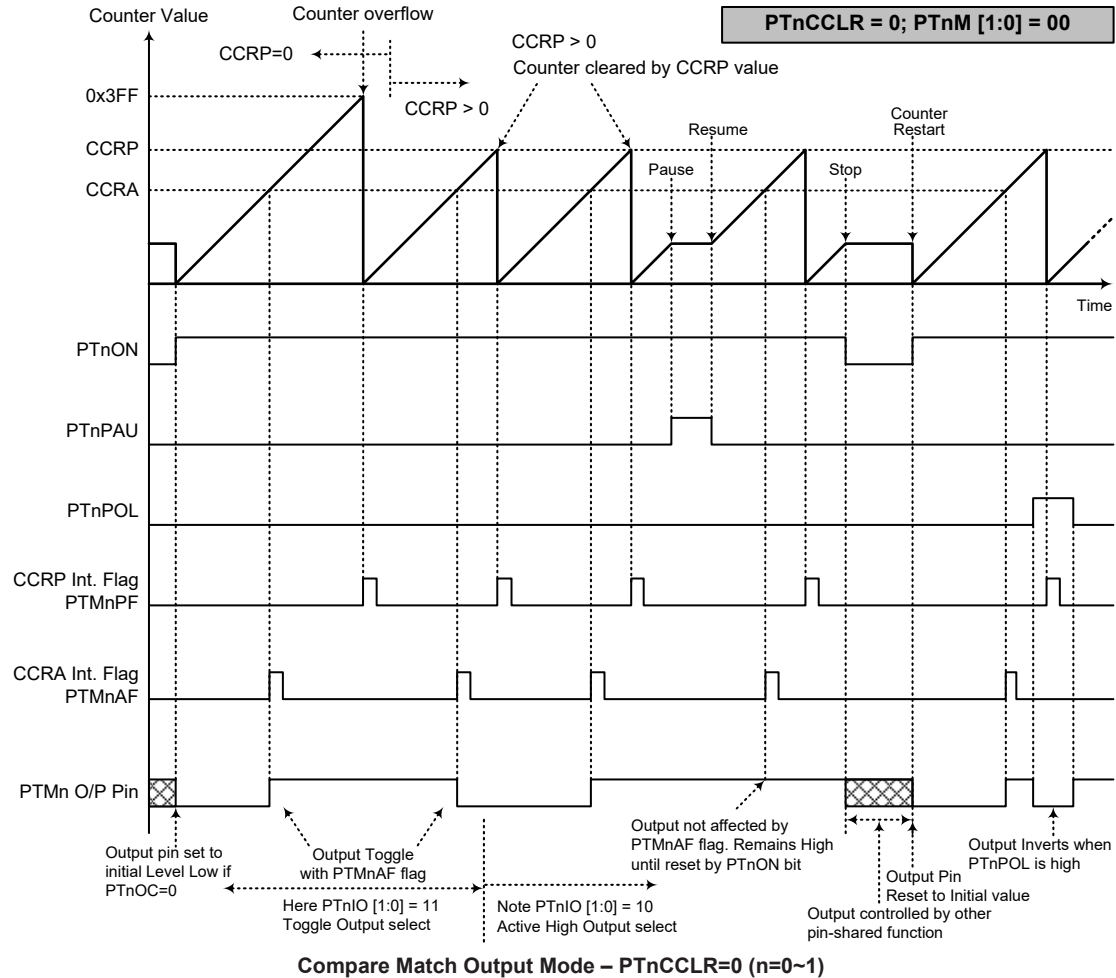 Counter Value
Counter overflow
PTnCCLR = 0; PTnM [1:0] = 00
CCRP=0
CCRP > 0
CCRP > 0
Counter cleared by CCRP value
0x3FF
CCRP
CCRA
Pause
Resume
Stop
Counter
Restart
Time
PTnON
PTnPAU
PTnPOL
CCRP Int. Flag
PTMnPF
CCRA Int. Flag
PTMnAF
PTMn O/P Pin
Output pin set to
initial Level Low if
PTnOC=0
Output Toggle
with PTMnAF flag
Here PTnIO [1:0] = 11
Toggle Output select
Note PTnIO [1:0] = 10
Active High Output select
Output not affected by
PTMnAF flag. Remains High
until reset by PTnON bit
Output Pin
Reset to Initial value
Output controlled by other
pin-shared function
Output Inverts when
PTnPOL is high
Compare Match Output Mode – PTnCCLR=0 (n=0~1)